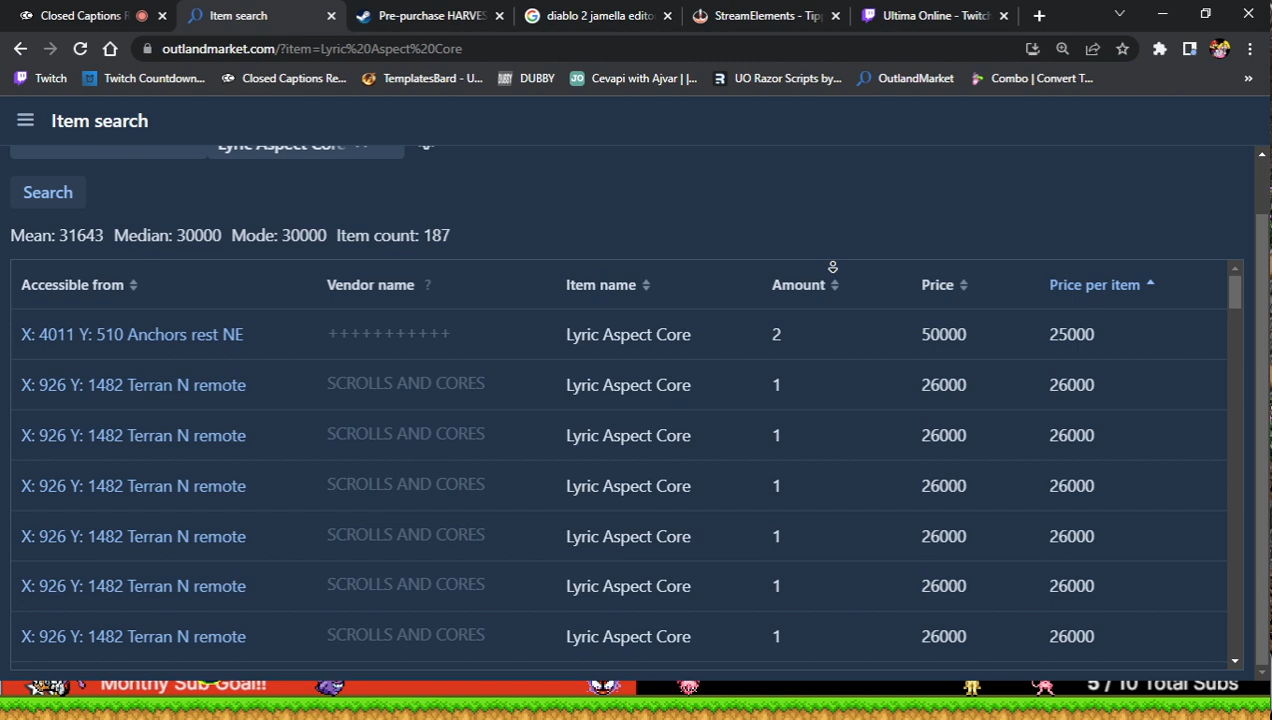 Closed Captions R
Item search
Pre-purchase HARVES
diablo 2 jamella edito
StreamElements - Tip
Ultima Online - Twitch
outlandmarket.com/?item=Lyric%20Aspect%20Core
Twitch
Twitch Countdown...
Closed Captions Re...
TemplatesBard - U...
DUBBY DUBBY
JO Cevapi with Ajvar | |...
R UO Razor Scripts by...
OutlandMarket
Combo | Convert T...
»
Item search
Lyric Aspect Core
Search
Mean: 31643 Median: 30000 Mode: 30000 Item count: 187
Accessible from Vendor name ? Item name Amount Price Price per item
X: 4011 Y: 510 Anchors rest NE +++++++++++ Lyric Aspect Core 2 50000 25000
X: 926 Y: 1482 Terran N remote SCROLLS AND CORES Lyric Aspect Core 1 26000 26000
X: 926 Y: 1482 Terran N remote SCROLLS AND CORES Lyric Aspect Core 1 26000 26000
X: 926 Y: 1482 Terran N remote SCROLLS AND CORES Lyric Aspect Core 1 26000 26000
X: 926 Y: 1482 Terran N remote SCROLLS AND CORES Lyric Aspect Core 1 26000 26000
X: 926 Y: 1482 Terran N remote SCROLLS AND CORES Lyric Aspect Core 1 26000 26000
X: 926 Y: 1482 Terran N remote SCROLLS AND CORES Lyric Aspect Core 1 26000 26000
Monthy Sub Goal!! 5 / 10 Total Subs